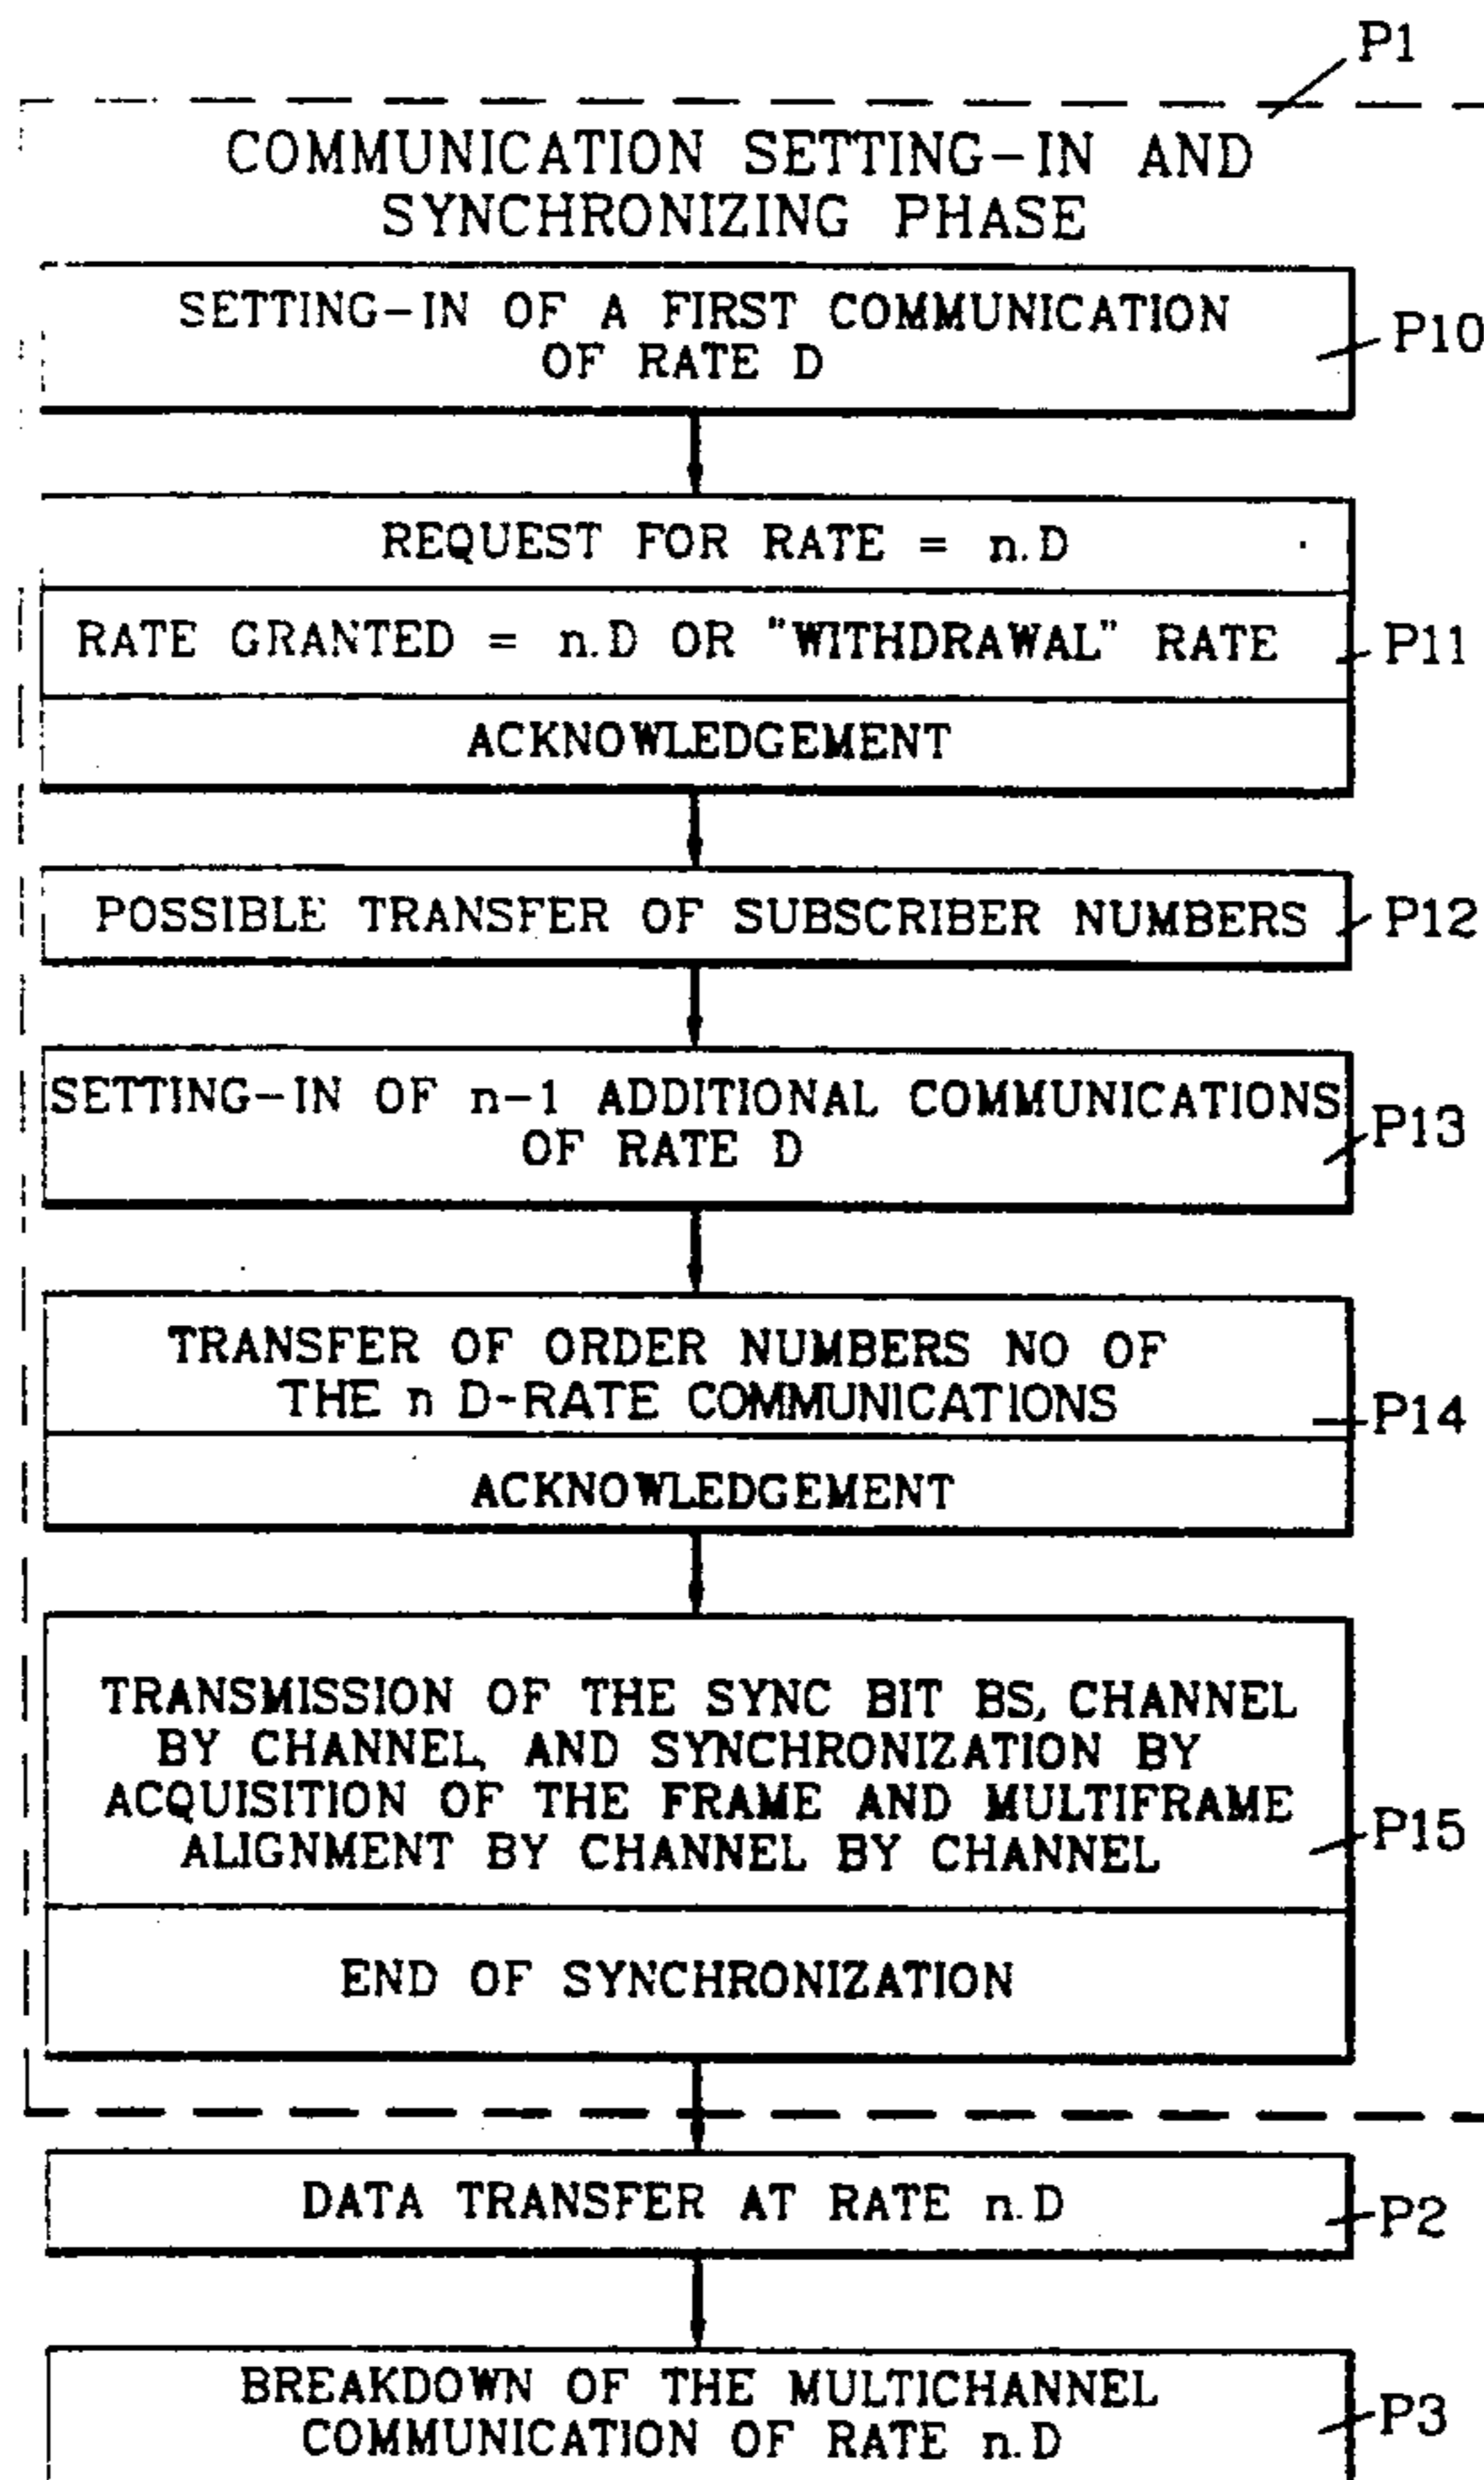 P1
COMMUNICATION SETTING-IN AND
SYNCHRONIZING PHASE
SETTING-IN OF A FIRST COMMUNICATION
OF RATE D
P10
REQUEST FOR RATE = n.D
RATE GRANTED = n.D OR "WITHDRAWAL" RATE
P11
ACKNOWLEDGEMENT
POSSIBLE TRANSFER OF SUBSCRIBER NUMBERS
P12
SETTING-IN OF n-1 ADDITIONAL COMMUNICATIONS
OF RATE D
P13
TRANSFER OF ORDER NUMBERS NO OF
THE n D-RATE COMMUNICATIONS
P14
ACKNOWLEDGEMENT
TRANSMISSION OF THE SYNC BIT BS, CHANNEL
BY CHANNEL, AND SYNCHRONIZATION BY
ACQUISITION OF THE FRAME AND MULTIFRAME
ALIGNMENT BY CHANNEL BY CHANNEL
P15
END OF SYNCHRONIZATION
DATA TRANSFER AT RATE n.D
P2
BREAKDOWN OF THE MULTICHANNEL
COMMUNICATION OF RATE n.D
P3